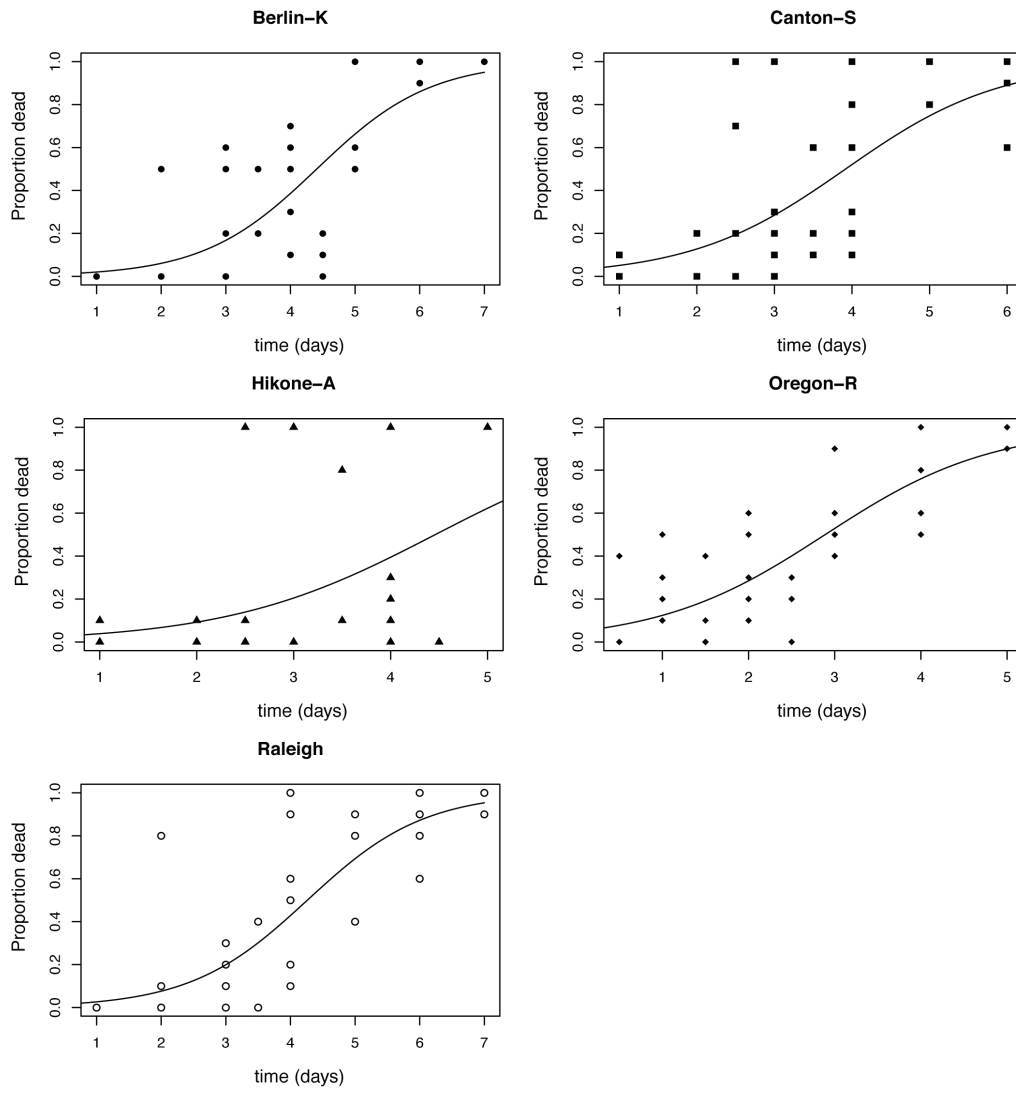 Berlin−K
Proportion dead
0.0 0.2 0.4 0.6 0.8 1.0
1 2 3 4 5 6 7
time (days)
Canton−S
Proportion dead
0.0 0.2 0.4 0.6 0.8 1.0
1 2 3 4 5 6
time (days)
Hikone−A
Proportion dead
0.0 0.2 0.4 0.6 0.8 1.0
1 2 3 4 5
time (days)
Oregon−R
Proportion dead
0.0 0.2 0.4 0.6 0.8 1.0
1 2 3 4 5
time (days)
Raleigh
Proportion dead
0.0 0.2 0.4 0.6 0.8 1.0
1 2 3 4 5 6 7
time (days)